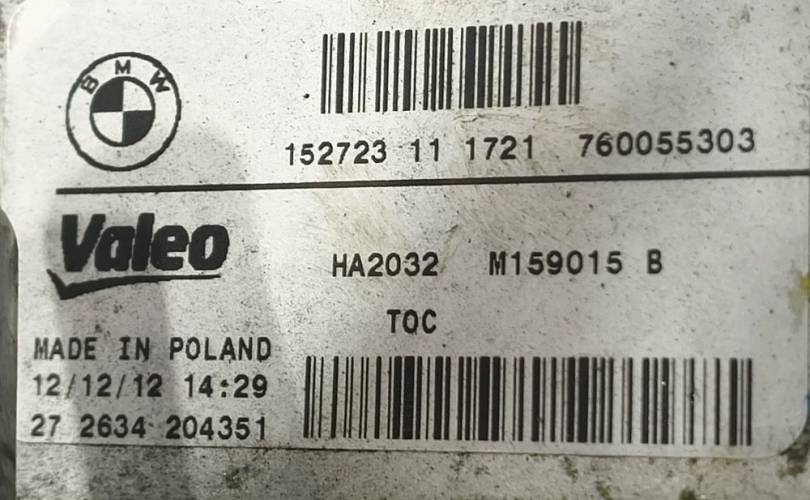 BMW
152723 11 1721 760055303
Valeo
HA2032 M159015 B
TOC
MADE IN POLAND
12/12/12 14:29
27 2634 204351